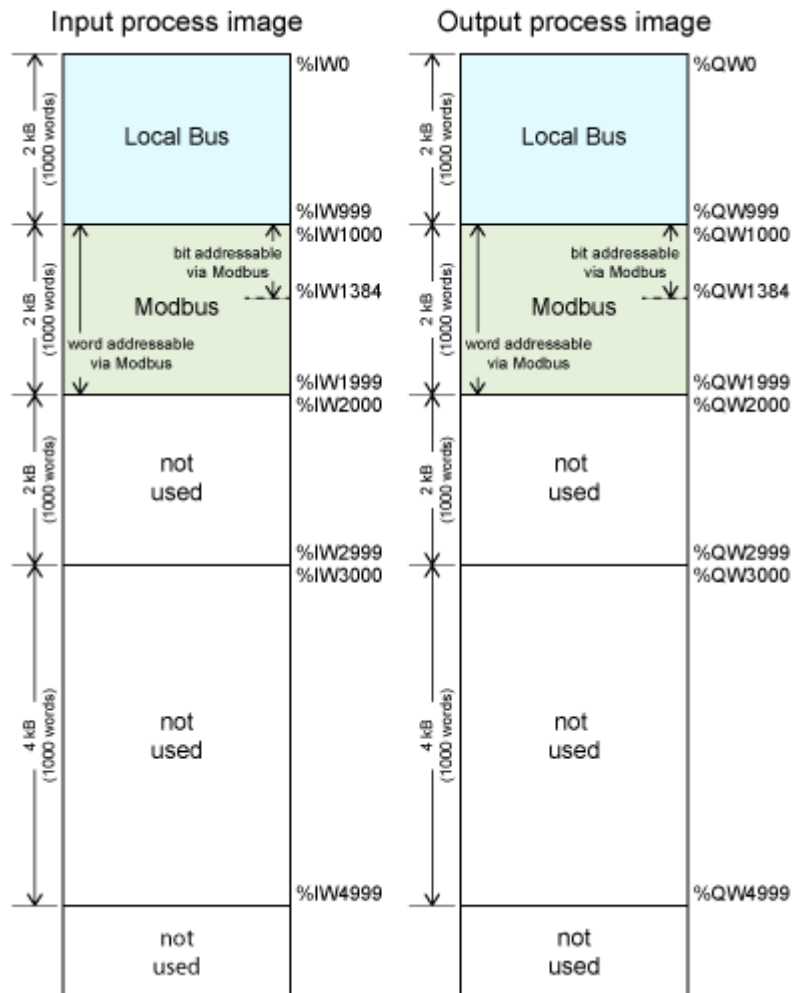 Input process image
%IW0
2 kB
(1000 words)
Local Bus
%IW999
%IW1000
bit addressable
via Modbus
2 kB
(1000 words)
Modbus
%IW1384
word addressable
via Modbus
%IW1999
%IW2000
2 kB
(1000 words)
not
used
%IW2999
%IW3000
4 kB
(1000 words)
not
used
%IW4999
not
used
Output process image
%QW0
2 kB
(1000 words)
Local Bus
%QW999
%QW1000
bit addressable
via Modbus
2 kB
(1000 words)
Modbus
%QW1384
word addressable
via Modbus
%QW1999
%QW2000
2 kB
(1000 words)
not
used
%QW2999
%QW3000
4 kB
(1000 words)
not
used
%QW4999
not
used